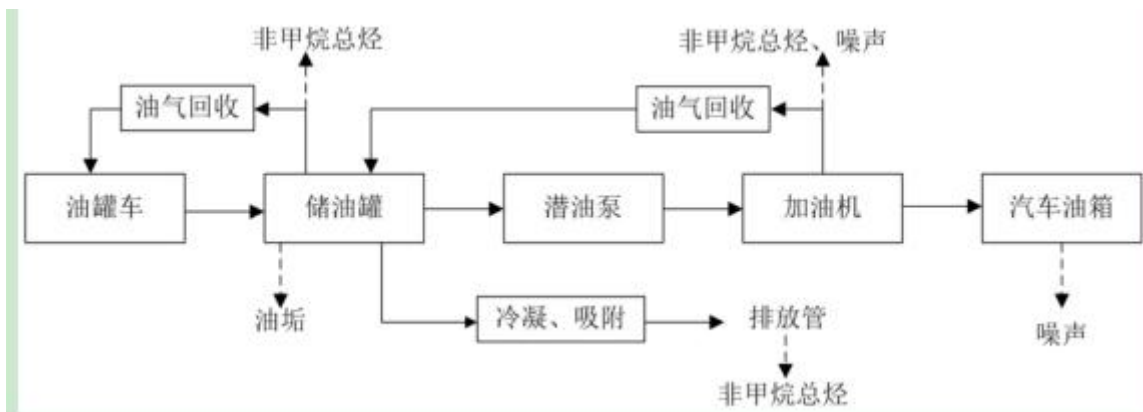 非甲烷总烃
非甲烷总烃、噪声
油气回收
油气回收
油罐车
储油罐
潜油泵
加油机
汽车油箱
油垢
冷凝、吸附
排放管
噪声
非甲烷总烃